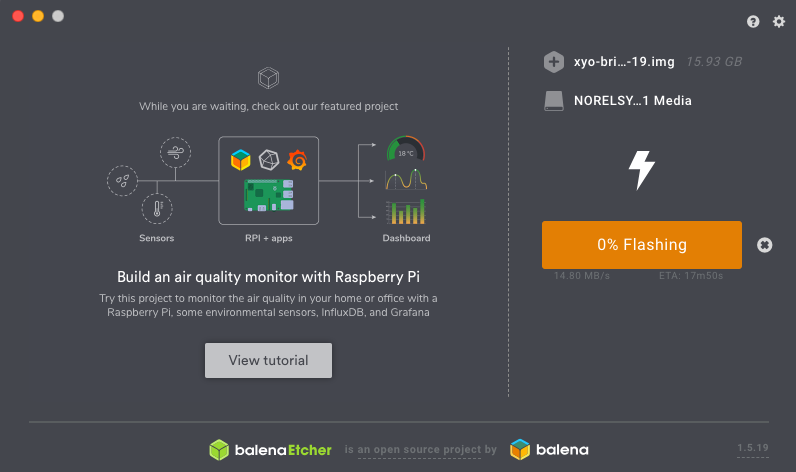 xyo-bri...-19.img 15.93 GB
While you are waiting, check out our featured project
NORELSY...1 Media
18 °C
Sensors
RPI + apps
Dashboard
0% Flashing
14.80 MB/s
ETA: 17m50s
Build an air quality monitor with Raspberry Pi
Try this project to monitor the air quality in your home or office with a
Raspberry Pi, some environmental sensors, InfluxDB, and Grafana
View tutorial
balenaEtcher is an open source project by balena
1.5.19